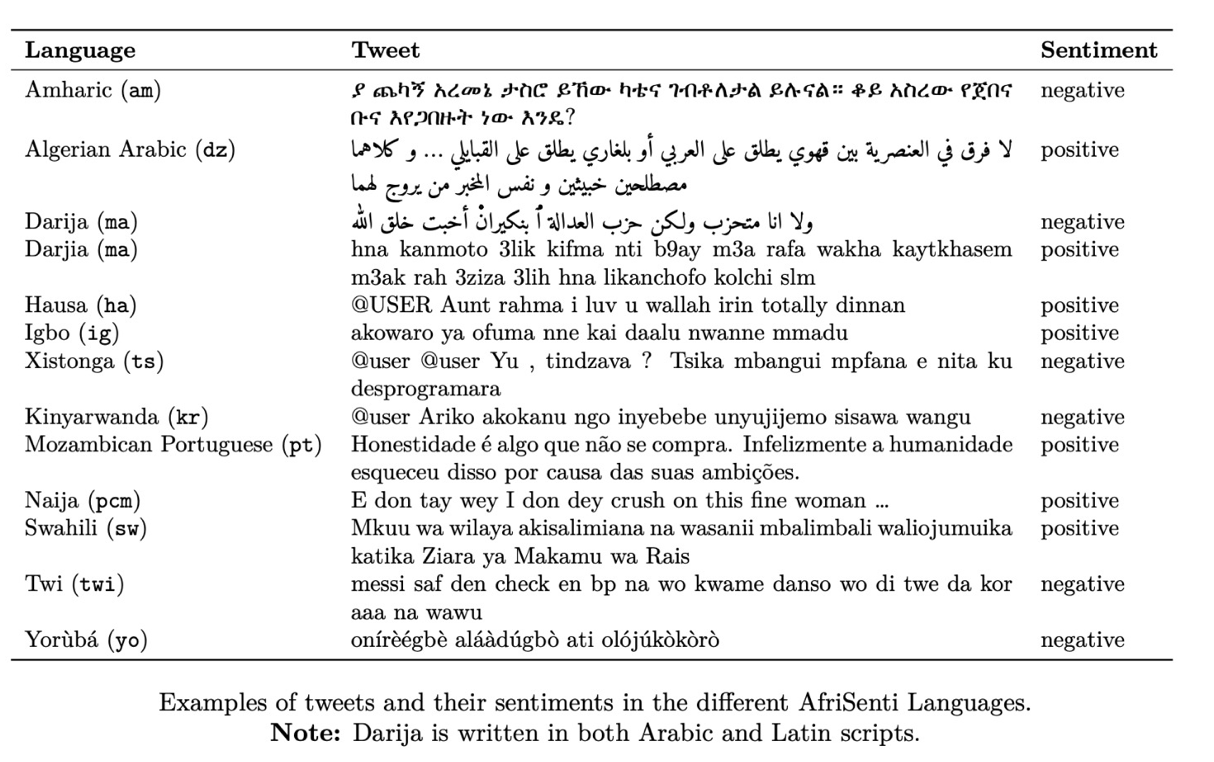 Language Tweet Sentiment
Amharic (am) ያ ጨካኝ አረመኔ ታስሮ ይኸው ካቴና ገብቶለታል ይሉናል። ቆይ አስረው የጀበና negative
ቡና እየጋበዙት ነው እንዴ?
Algerian Arabic (dz) لا فرق في العنصرية بين قهوي يطلق على العربي أو بلغاري يطلق على القبايلي ... و كلاهما positive
مصطلحين خبيثين و نفس المخبر من يروج لهما
Darija (ma) ولا انا متحزب ولكن حزب العدالة أ بنكيران أخبت خلق الله negative
Darjia (ma) hna kanmoto 3lik kifma nti b9ay m3a rafa wakha kaytkhasem positive
m3ak rah 3ziza 3lih hna likanchofo kolchi slm
Hausa (ha) @USER Aunt rahma i luv u wallah irin totally dinnan positive
Igbo (ig) akowaro ya ofuma nne kai daalu nwanne mmadu positive
Xistonga (ts) @user @user Yu , tindzava ? Tsika mbangui mpfana e nita ku negative
desprogramara
Kinyarwanda (kr) @user Ariko akokanu ngo inyebebe unyujijemo sisawa wangu negative
Mozambican Portuguese (pt) Honestidade é algo que não se compra. Infelizmente a humanidade positive
esqueceu disso por causa das suas ambições.
Naija (pcm) E don tay wey I don dey crush on this fine woman ... positive
Swahili (sw) Mkuu wa wilaya akisalimiana na wasanii mbalimbali waliojumuika positive
katika Ziara ya Makamu wa Rais
Twi (twi) messi saf den check en bp na wo kwame danso wo di twe da kor negative
aaa na wawu
Yorùbá (yo) onírèégbè aláàdúgbò ati olójúkòkòrò negative
Examples of tweets and their sentiments in the different AfriSenti Languages.
Note: Darija is written in both Arabic and Latin scripts.